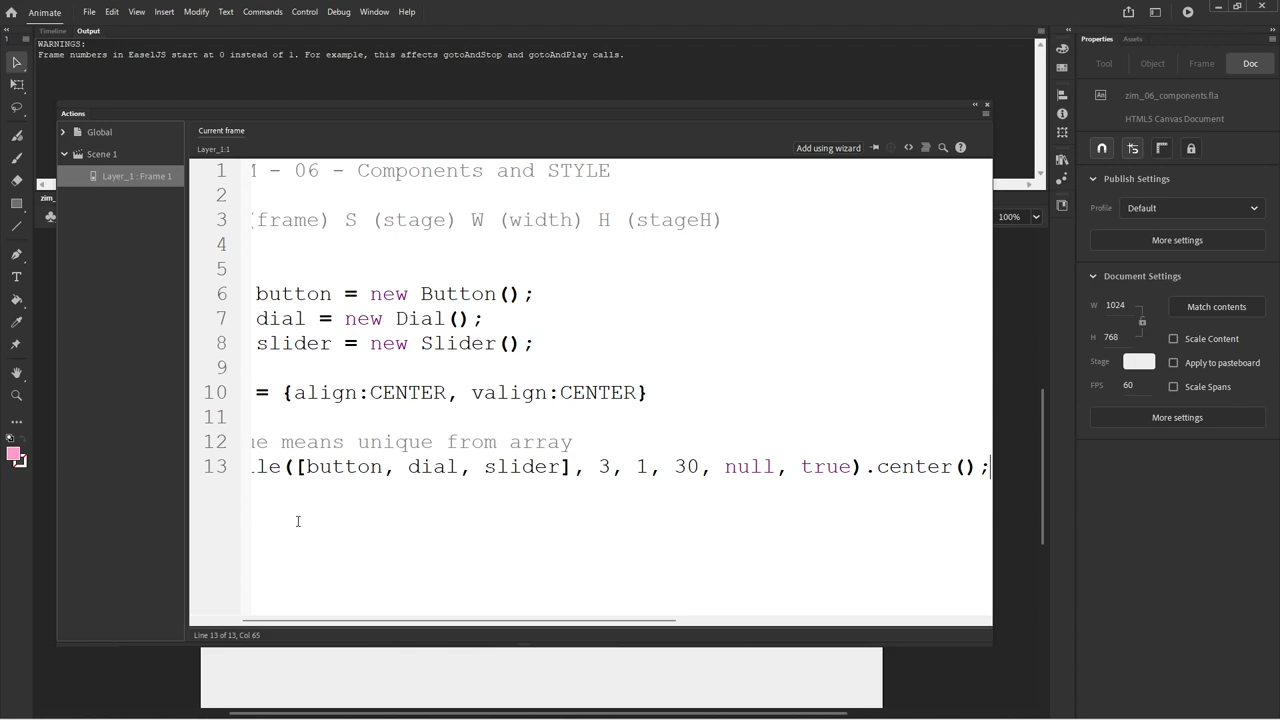 Animate File Edit View Insert Modify Text Commands Control Debug Window Help
Timeline Output
WARNINGS:
Frame numbers in EaselJS start at 0 instead of 1. For example, this affects gotoAndStop and gotoAndPlay calls.
Actions
Global
Scene 1
Layer_1 : Frame 1
Current frame
Layer_1:1
Add using wizard
1 - 06 - Components and STYLE
2
3 (frame) S (stage) W (width) H (stageH)
4
5
6 button = new Button();
7 dial = new Dial();
8 slider = new Slider();
9
10 = {align:CENTER, valign:CENTER}
11
12 ue means unique from array
13 le([button, dial, slider], 3, 1, 30, null, true).center();
Line 13 of 13, Col 65
100%
Properties Assets
Tool Object Frame Doc
An zim_06_components.fla
HTML5 Canvas Document
Publish Settings
Profile Default
More settings
Document Settings
W 1024 Match contents
H 768 Scale Content
Stage Apply to pasteboard
FPS 60 Scale Spans
More settings